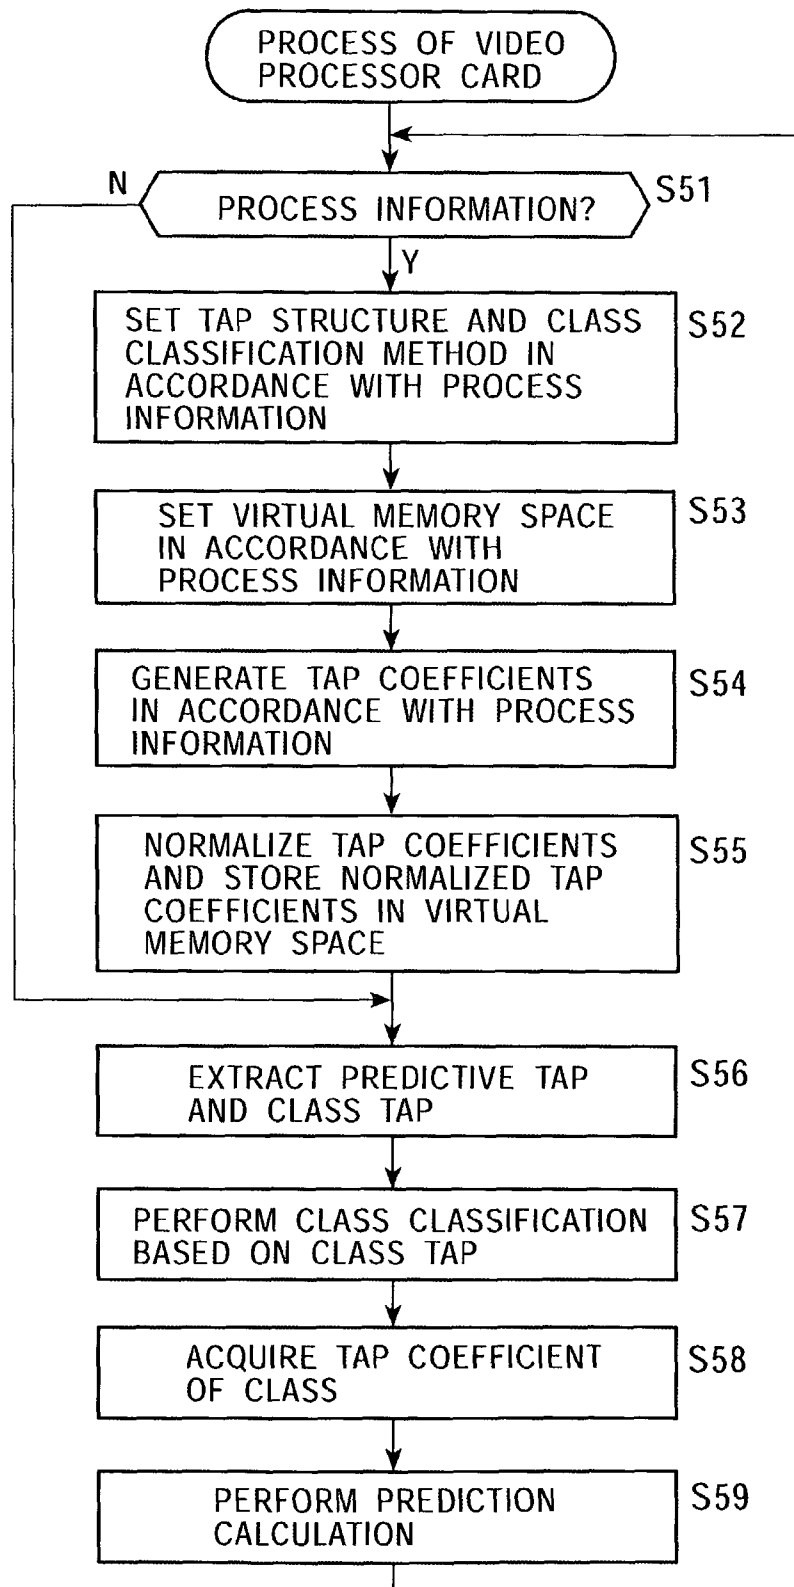 PROCESS OF VIDEO
PROCESSOR CARD
N
PROCESS INFORMATION?
S51
Y
SET TAP STRUCTURE AND CLASS
CLASSIFICATION METHOD IN
ACCORDANCE WITH PROCESS
INFORMATION
S52
SET VIRTUAL MEMORY SPACE
IN ACCORDANCE WITH
PROCESS INFORMATION
S53
GENERATE TAP COEFFICIENTS
IN ACCORDANCE WITH PROCESS
INFORMATION
S54
NORMALIZE TAP COEFFICIENTS
AND STORE NORMALIZED TAP
COEFFICIENTS IN VIRTUAL
MEMORY SPACE
S55
EXTRACT PREDICTIVE TAP
AND CLASS TAP
S56
PERFORM CLASS CLASSIFICATION
BASED ON CLASS TAP
S57
ACQUIRE TAP COEFFICIENT
OF CLASS
S58
PERFORM PREDICTION
CALCULATION
S59